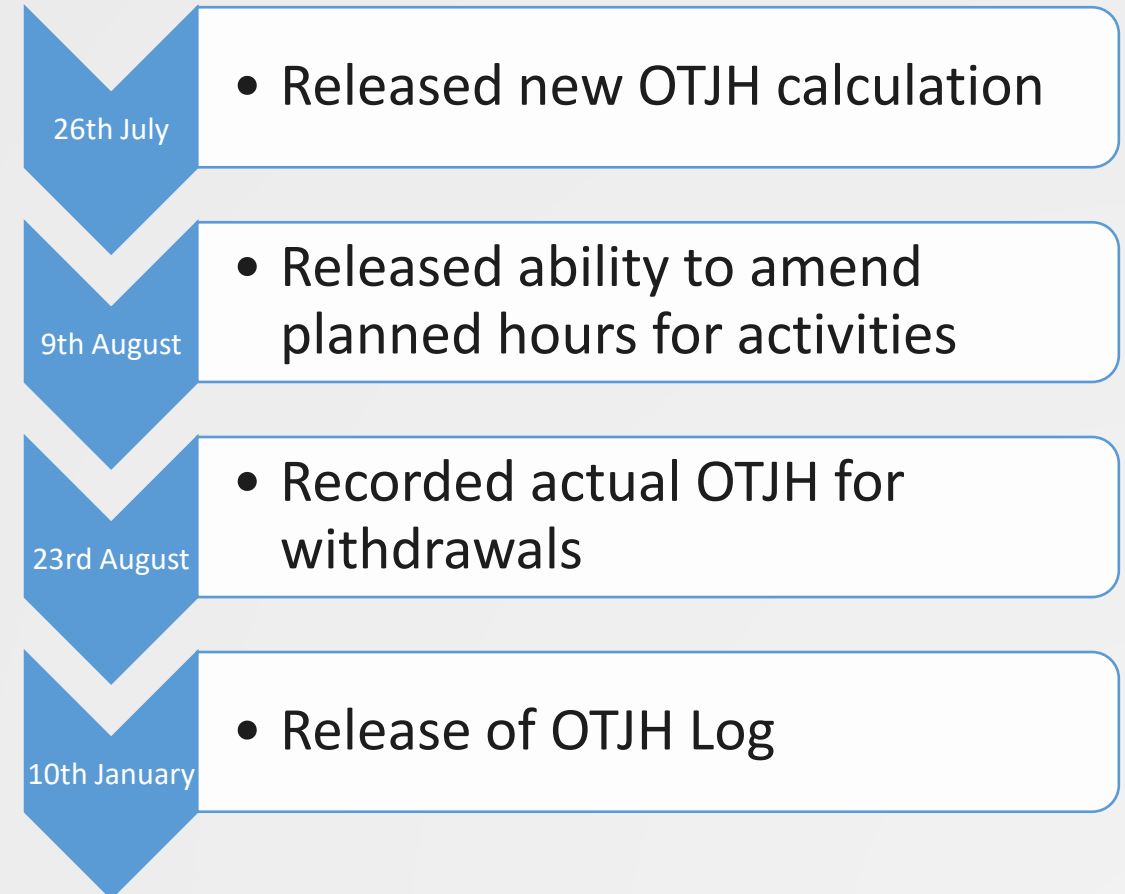 26th July
• Released new OTJH calculation
9th August
• Released ability to amend
planned hours for activities
23rd August
• Recorded actual OTJH for
withdrawals
10th January
• Release of OTJH Log